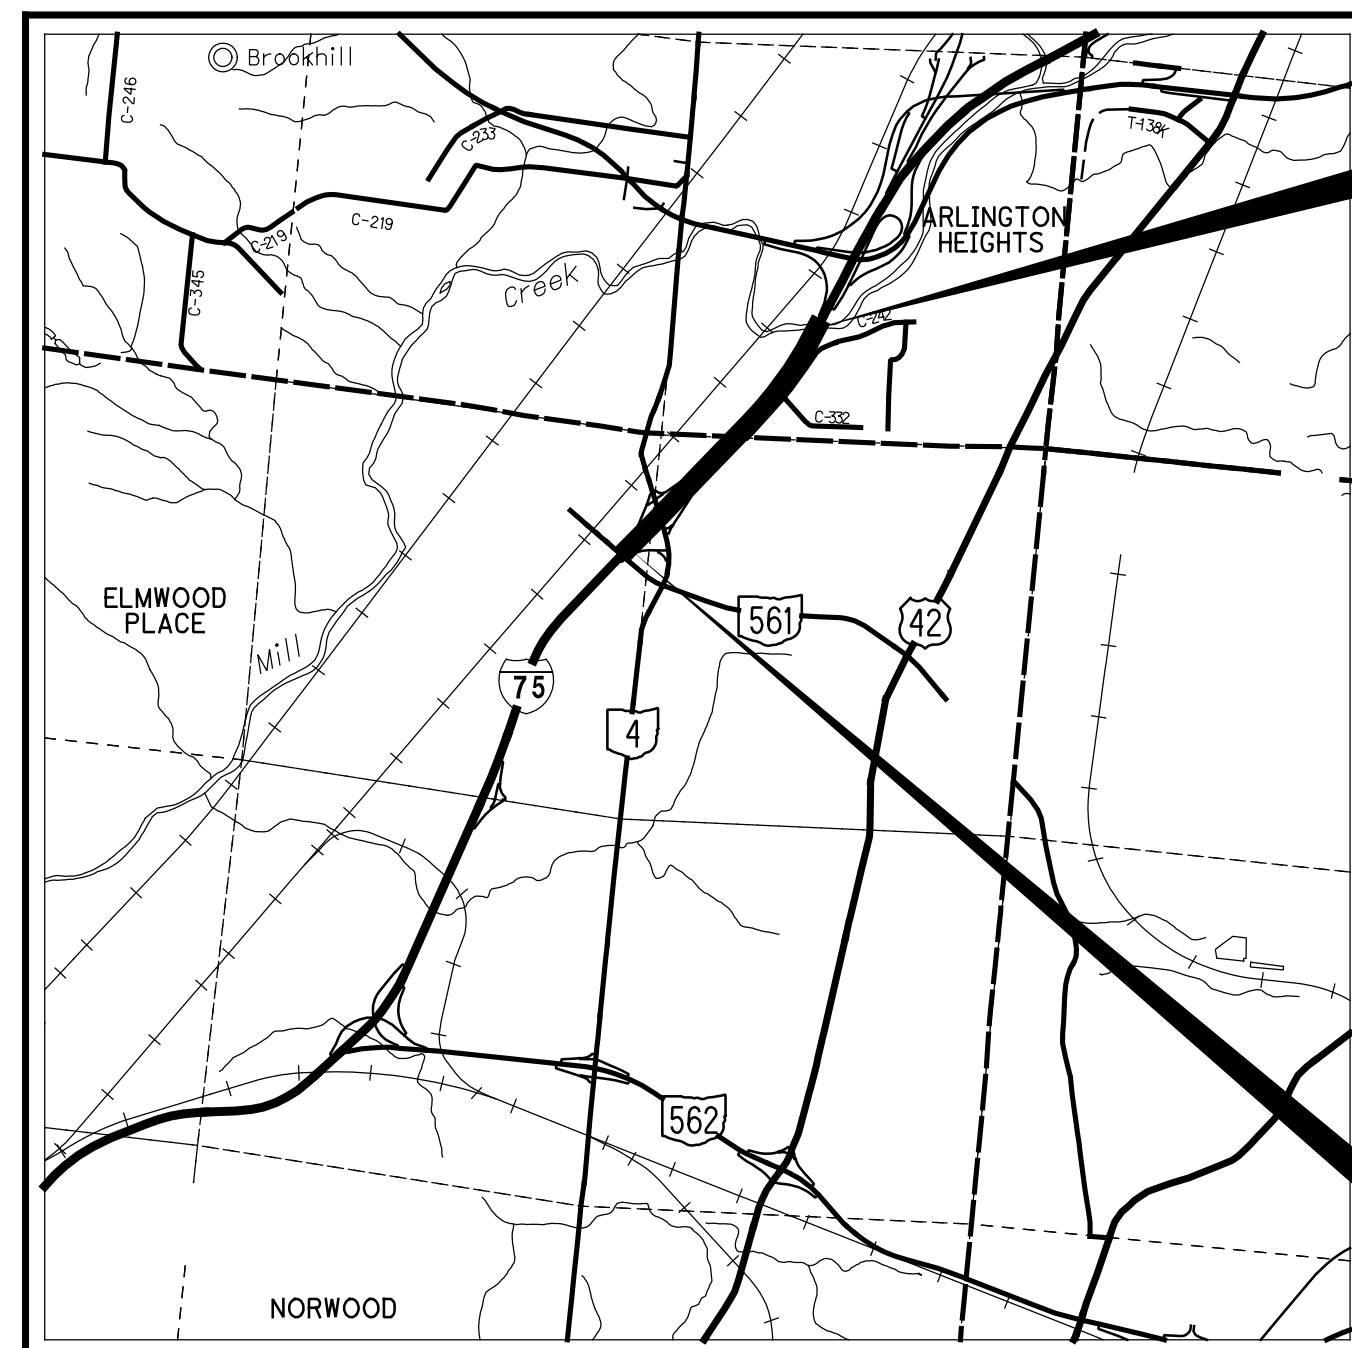 Brookhill
C-246
C-233
T-138K
C-219
C-219
ARLINGTON
HEIGHTS
C-345
Creek
C-242
C-332
ELMWOOD
PLACE
561
42
Mill
75
4
562
NORWOOD